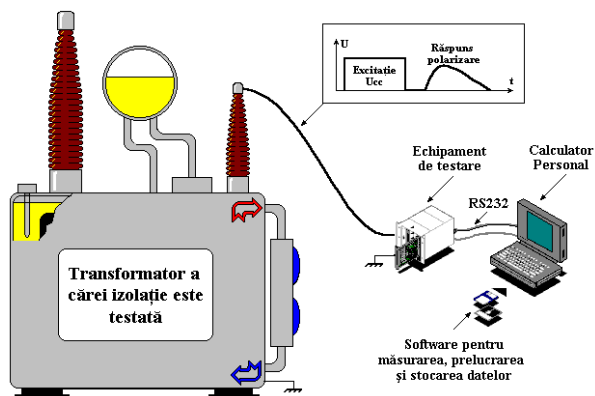 U
Excitație
Ucc
Răspuns
polarizare
t
Echipament
de testare
RS232
Calculator
Personal
Transformator a
cărei izolație este
testată
Software pentru
măsurarea, prelucrarea
și stocarea datelor